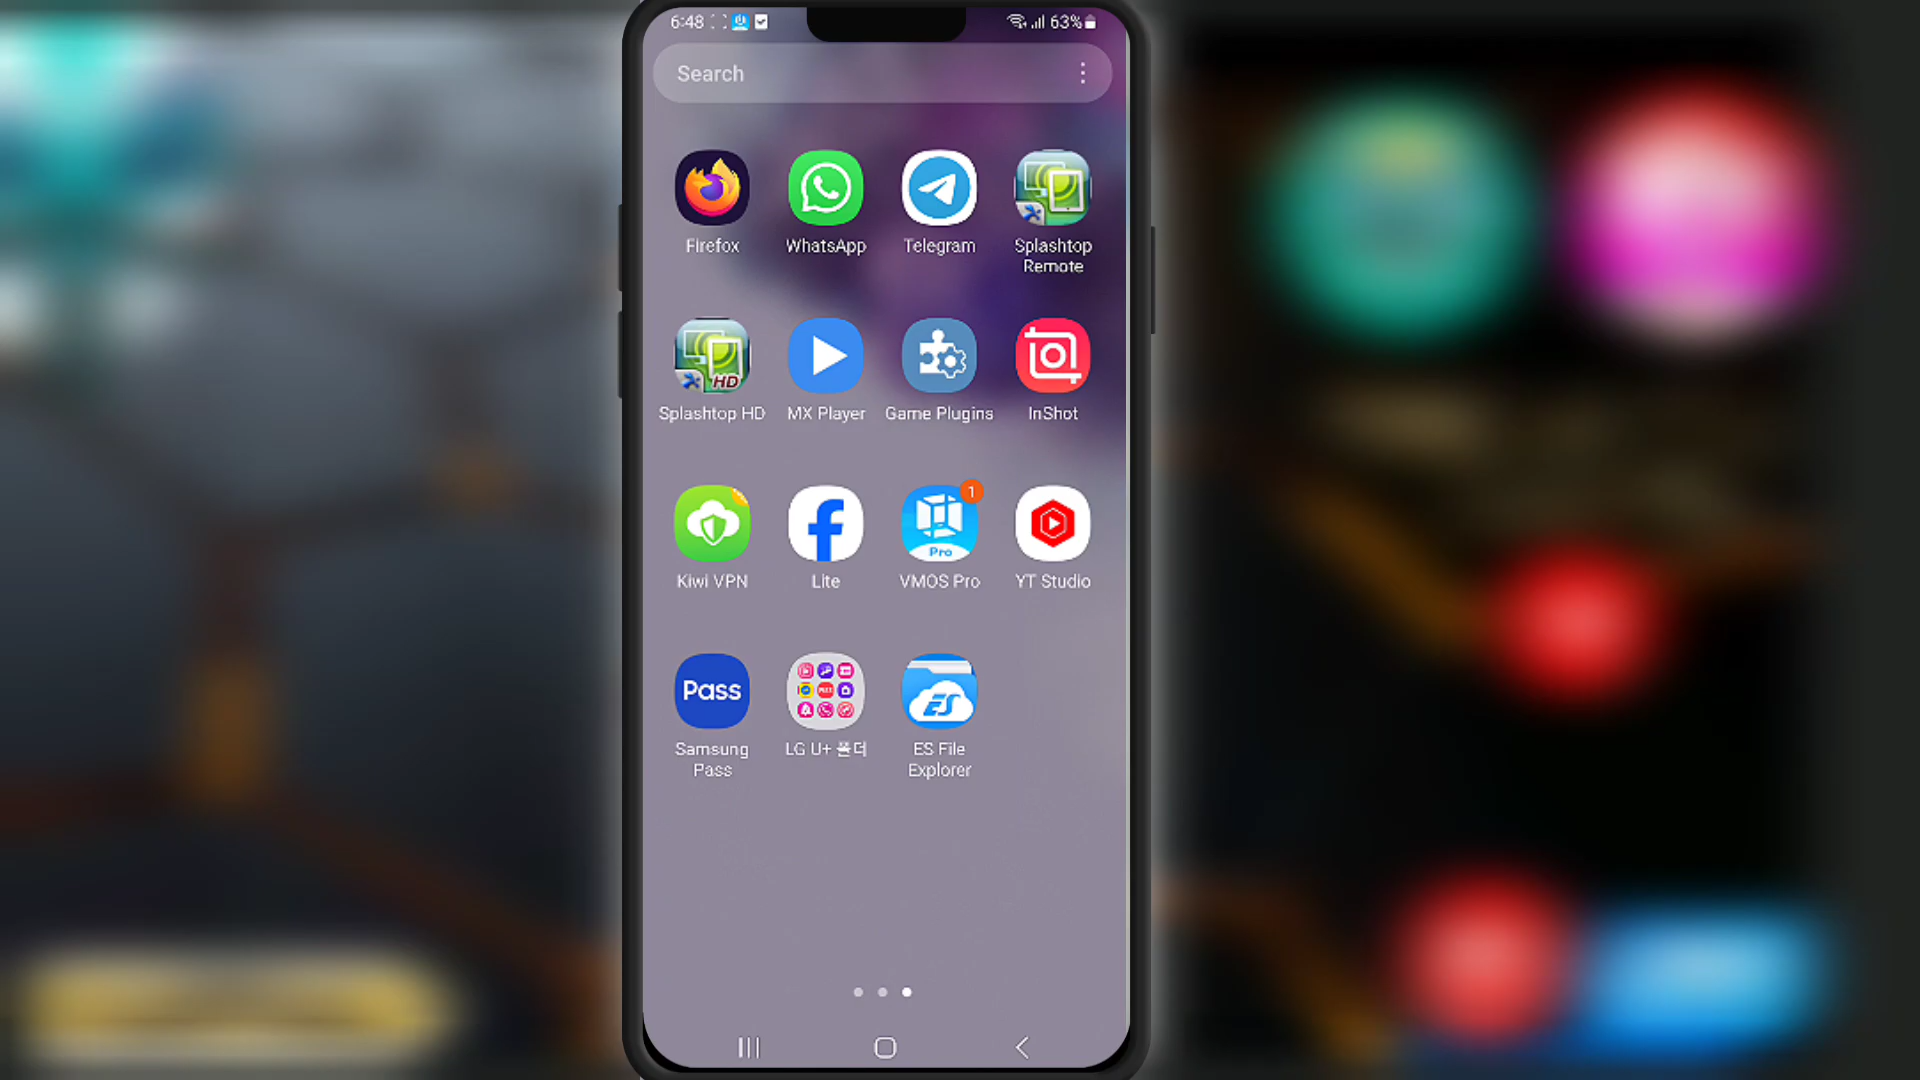 6:48
63%
Search
Firefox
WhatsApp
Telegram
Splashtop
Remote
HD
Splashtop HD
MX Player
Game Plugins
InShot
1
Pro
Kiwi VPN
Lite
VMOS Pro
YT Studio
Pass
ES
Samsung
Pass
LG U+ 폴더
ES File
Explorer